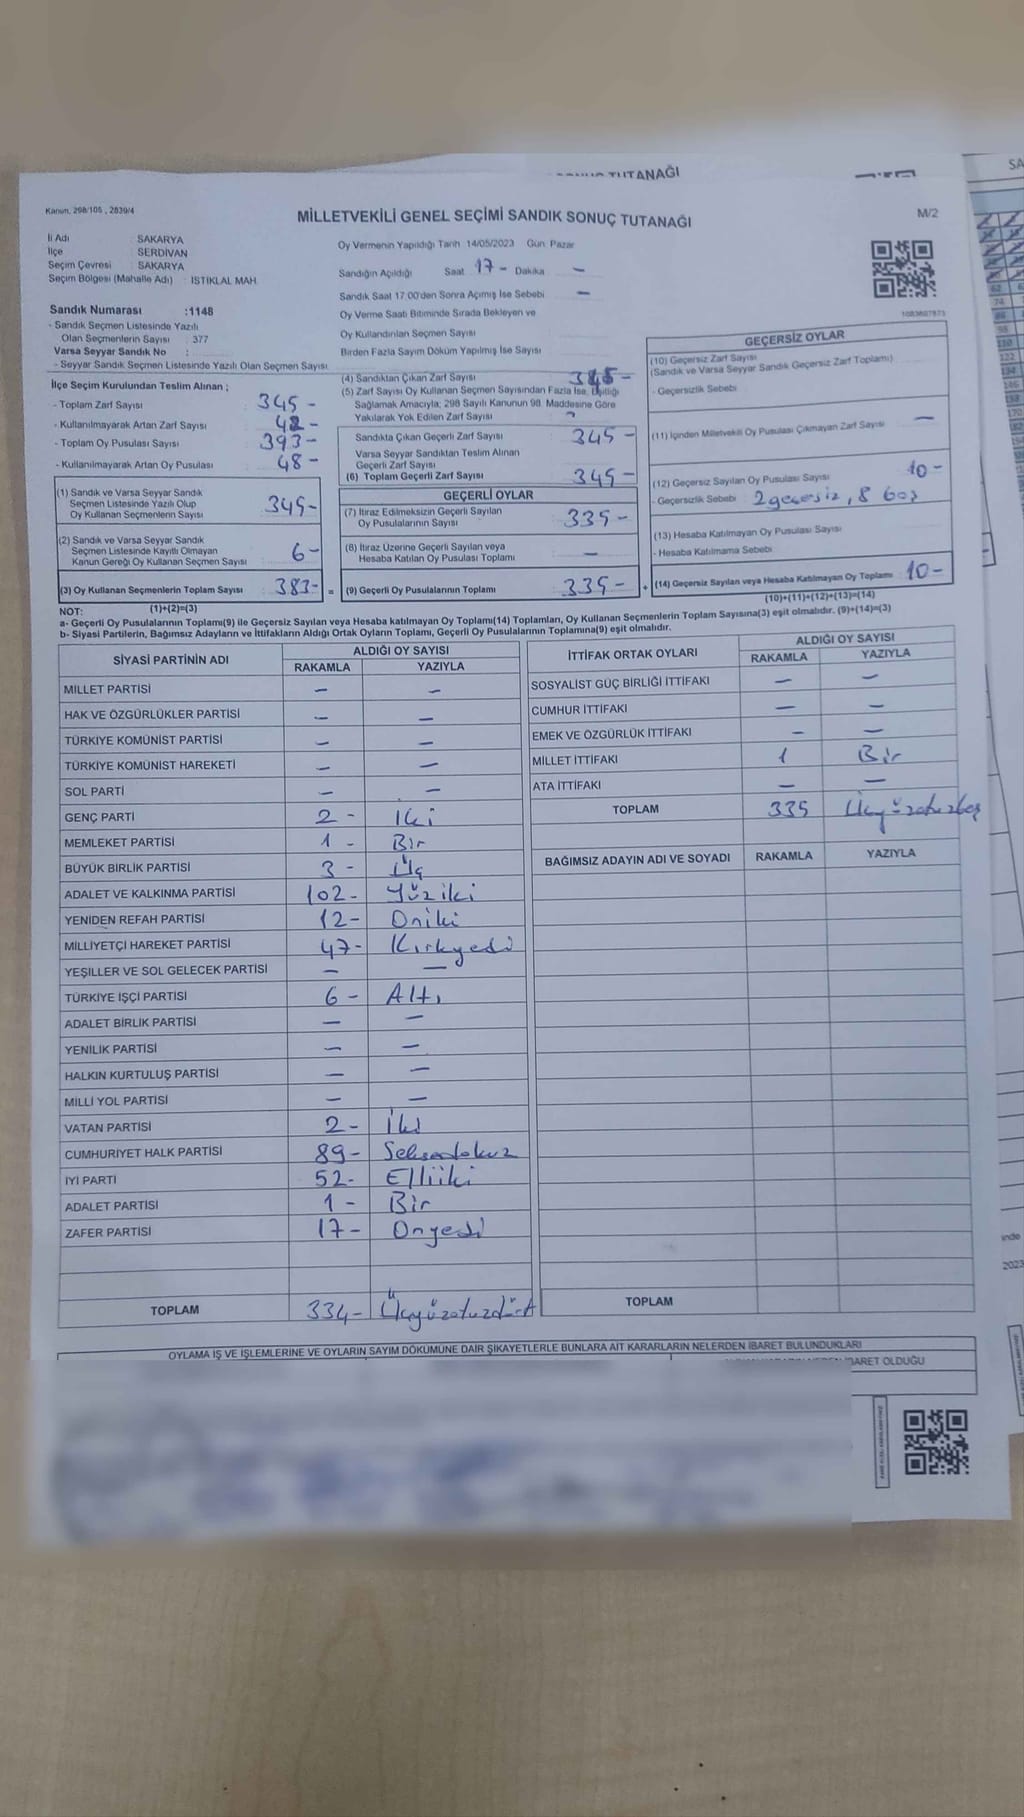 TUTANAĞI
SA
Kanun, 298/105 , 2839/4
MİLLETVEKİLİ GENEL SEÇİMİ SANDIK SONUÇ TUTANAĞI
M/2
İl Adı : SAKARYA
İlçe : SERDİVAN
Seçim Çevresi : SAKARYA
Seçim Bölgesi (Mahalle Adı) : ISTİKLAL MAH.
Oy Vermenin Yapıldığı Tarih 14/05/2023 Gün: Pazar
Sandığın Açıldığı Saat 17 - Dakika -
Sandık Saat 17:00'den Sonra Açılmış İse Sebebi -
Oy Verme Saati Bitiminde Sırada Bekleyen ve
Oy Kullandırılan Seçmen Sayısı
Birden Fazla Sayım Döküm Yapılmış İse Sayısı
Sandık Numarası :1148
- Sandık Seçmen Listesinde Yazılı
Olan Seçmenlerin Sayısı : 377
Varsa Seyyar Sandık No :
- Seyyar Sandık Seçmen Listesinde Yazılı Olan Seçmen Sayısı
İlçe Seçim Kurulundan Teslim Alınan ;
- Toplam Zarf Sayısı 345 -
- Kullanılmayarak Artan Zarf Sayısı 48 -
- Toplam Oy Pusulası Sayısı 393 -
- Kullanılmayarak Artan Oy Pusulası 48 -
(1) Sandık ve Varsa Seyyar Sandık
Seçmen Listesinde Yazılı Olup
Oy Kullanan Seçmenlerin Sayısı 345 -
(2) Sandık ve Varsa Seyyar Sandık
Seçmen Listesinde Kayıtlı Olmayan
Kanun Gereği Oy Kullanan Seçmen Sayısı 6 -
(3) Oy Kullanan Seçmenlerin Toplam Sayısı 383 - =
(1)+(2)=(3)
(4) Sandıktan Çıkan Zarf Sayısı 345 -
(5) Zarf Sayısı Oy Kullanan Seçmen Sayısından Fazla İse, Eşitliği
Sağlamak Amacıyla; 298 Sayılı Kanunun 98. Maddesine Göre
Yakılarak Yok Edilen Zarf Sayısı
Sandıkta Çıkan Geçerli Zarf Sayısı 345 -
Varsa Seyyar Sandıktan Teslim Alınan
Geçerli Zarf Sayısı
(6) Toplam Geçerli Zarf Sayısı 345 -
GEÇERLİ OYLAR
(7) İtiraz Edilmeksizin Geçerli Sayılan
Oy Pusulalarının Sayısı 335 -
(8) İtiraz Üzerine Geçerli Sayılan veya
Hesaba Katılan Oy Pusulası Toplamı -
(9) Geçerli Oy Pusulalarının Toplamı 335 - +
GEÇERSİZ OYLAR
(10) Geçersiz Zarf Sayısı
(Sandık ve Varsa Seyyar Sandık Geçersiz Zarf Toplamı)
- Geçersizlik Sebebi
(11) İçinden Milletvekili Oy Pusulası Çıkmayan Zarf Sayısı -
(12) Geçersiz Sayılan Oy Pusulası Sayısı 10 -
- Geçersizlik Sebebi 2 geçersiz, 8 boş
(13) Hesaba Katılmayan Oy Pusulası Sayısı
- Hesaba Katılmama Sebebi
(14) Geçersiz Sayılan veya Hesaba Katılmayan Oy Toplamı 10 -
(10)+(11)+(12)+(13)=(14)
NOT:
a- Geçerli Oy Pusulalarının Toplamı(9) ile Geçersiz Sayılan veya Hesaba katılmayan Oy Toplamı(14) Toplamları, Oy Kullanan Seçmenlerin Toplam Sayısına(3) eşit olmalıdır. (9)+(14)=(3)
b- Siyasi Partilerin, Bağımsız Adayların ve İttifakların Aldığı Ortak Oyların Toplamı, Geçerli Oy Pusulalarının Toplamına(9) eşit olmalıdır.
SİYASİ PARTİNİN ADI ALDIĞI OY SAYISI
RAKAMLA YAZIYLA
MİLLET PARTİSİ - -
HAK VE ÖZGÜRLÜKLER PARTİSİ - -
TÜRKİYE KOMÜNİST PARTİSİ - -
TÜRKİYE KOMÜNİST HAREKETİ - -
SOL PARTİ - -
GENÇ PARTİ 2 - İki
MEMLEKET PARTİSİ 1 - Bir
BÜYÜK BİRLİK PARTİSİ 3 - Üç
ADALET VE KALKINMA PARTİSİ 102 - Yüziki
YENİDEN REFAH PARTİSİ 12 - Oniki
MİLLİYETÇİ HAREKET PARTİSİ 47 - Kırkyedi
YEŞİLLER VE SOL GELECEK PARTİSİ - -
TÜRKİYE İŞÇİ PARTİSİ 6 - Altı
ADALET BİRLİK PARTİSİ - -
YENİLİK PARTİSİ - -
HALKIN KURTULUŞ PARTİSİ - -
MİLLİ YOL PARTİSİ - -
VATAN PARTİSİ 2 - İki
CUMHURİYET HALK PARTİSİ 89 - Seksendokuz
İYİ PARTİ 52 - Elliiki
ADALET PARTİSİ 1 - Bir
ZAFER PARTİSİ 17 - Onyedi
TOPLAM 334 - Üçyüzotuzdört
İTTİFAK ORTAK OYLARI ALDIĞI OY SAYISI
RAKAMLA YAZIYLA
SOSYALİST GÜÇ BİRLİĞİ İTTİFAKI - -
CUMHUR İTTİFAKI - -
EMEK VE ÖZGÜRLÜK İTTİFAKI - -
MİLLET İTTİFAKI 1 Bir
ATA İTTİFAKI - -
TOPLAM 335 Üçyüzotuzbeş
BAĞIMSIZ ADAYIN ADI VE SOYADI RAKAMLA YAZIYLA
TOPLAM
OYLAMA İŞ VE İŞLEMLERİNE VE OYLARIN SAYIM DÖKÜMÜNE DAİR ŞİKAYETLERLE BUNLARA AİT KARARLARIN NELERDEN İBARET BULUNDUKLARI
BARET OLDUĞU